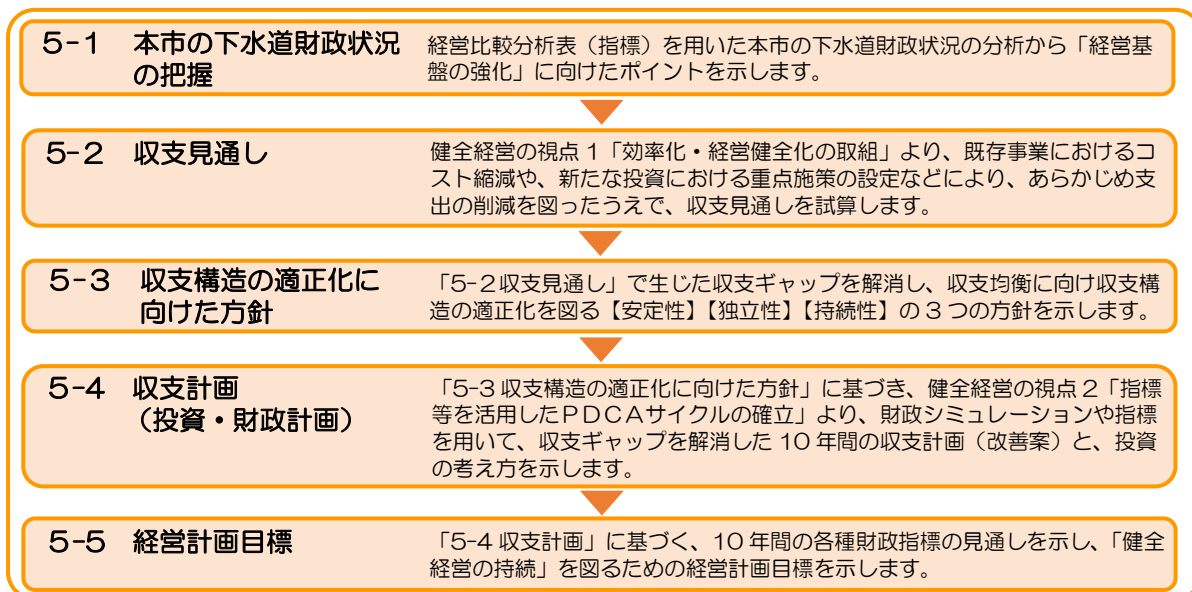 5-1 本市の下水道財政状況
の把握
経営比較分析表（指標）を用いた本市の下水道財政状況の分析から「経営基
盤の強化」に向けたポイントを示します。
5-2 収支見通し
健全経営の視点1「効率化・経営健全化の取組」より、既存事業におけるコ
スト縮減や、新たな投資における重点施策の設定などにより、あらかじめ支
出の削減を図ったうえで、収支見通しを試算します。
5-3 収支構造の適正化に
向けた方針
「5-2収支見通し」で生じた収支ギャップを解消し、収支均衡に向け収支構
造の適正化を図る【安定性】【独立性】【持続性】の3つの方針を示します。
5-4 収支計画
（投資・財政計画）
「5-3収支構造の適正化に向けた方針」に基づき、健全経営の視点2「指標
等を活用したPDCAサイクルの確立」より、財政シミュレーションや指標
を用いて、収支ギャップを解消した10年間の収支計画（改善案）と、投資
の考え方を示します。
5-5 経営計画目標
「5-4収支計画」に基づく、10年間の各種財政指標の見通しを示し、「健全
経営の持続」を図るための経営計画目標を示します。